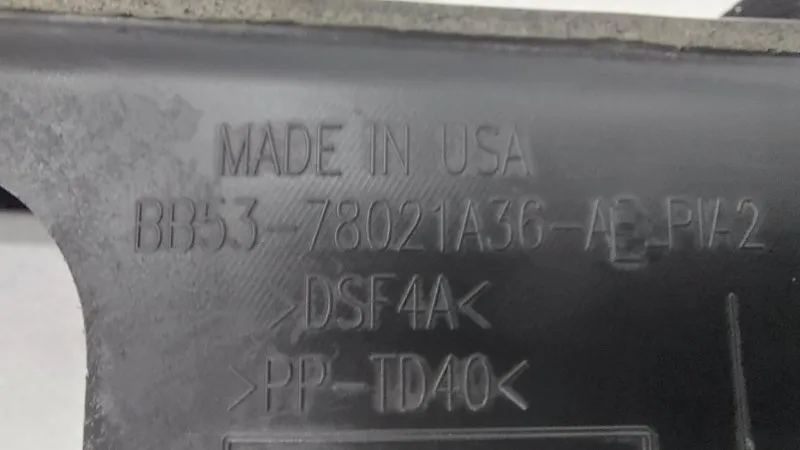 MADE IN USA
BB53-78021A36-AE PIA2
>DSF4A<
>PP-TD40<